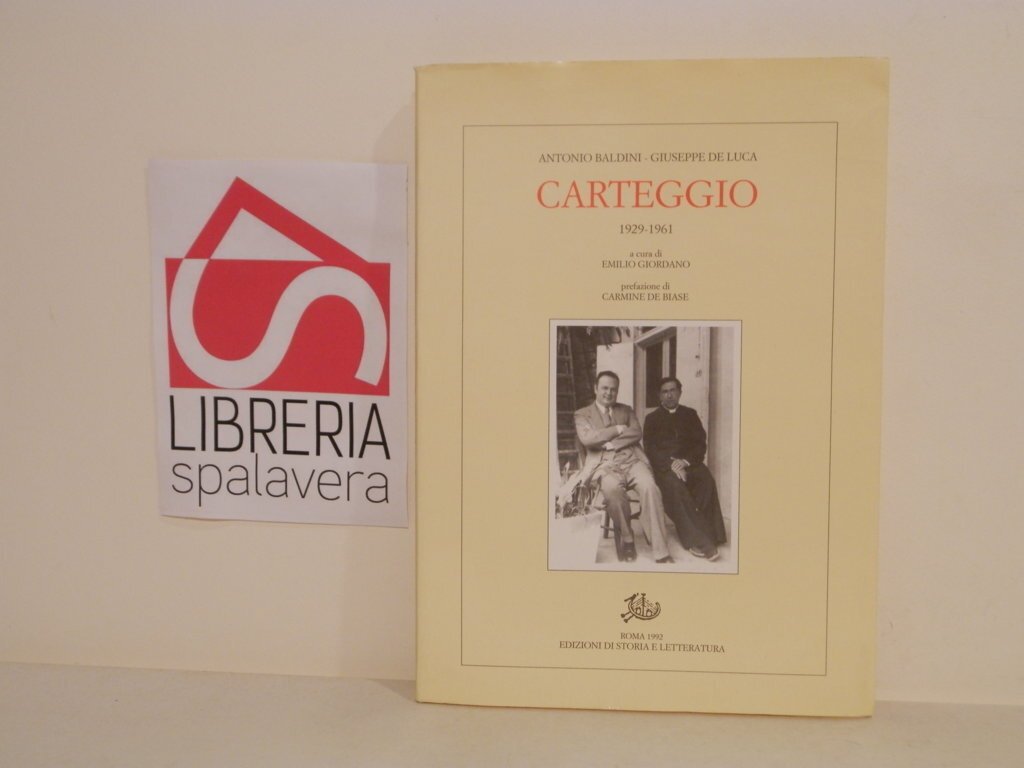 LIBRERIA
spalavera
ANTONIO BALDINI - GIUSEPPE DE LUCA
CARTEGGIO
1929-1961
a cura di
EMILIO GIORDANO
prefazione di
CARMINE DE BIASE
ROMA 1992
EDIZIONI DI STORIA E LETTERATURA